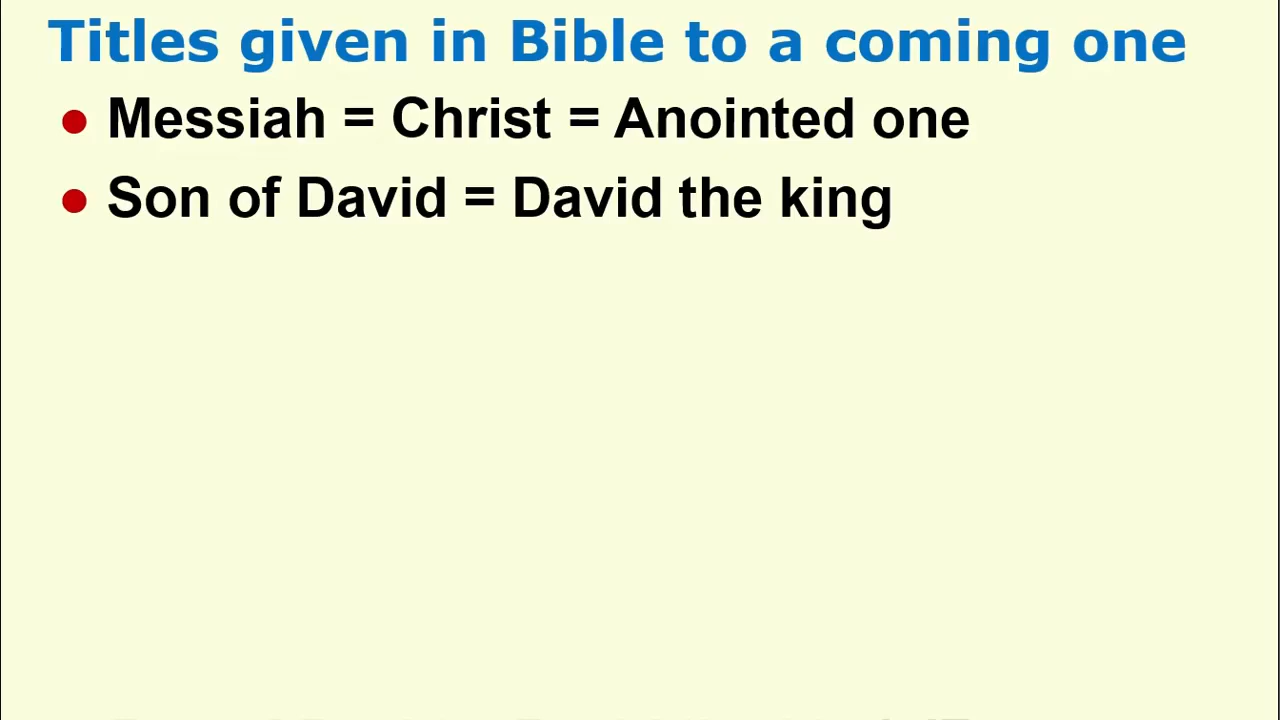 Titles given in Bible to a coming one
● Messiah = Christ = Anointed one
● Son of David = David the king